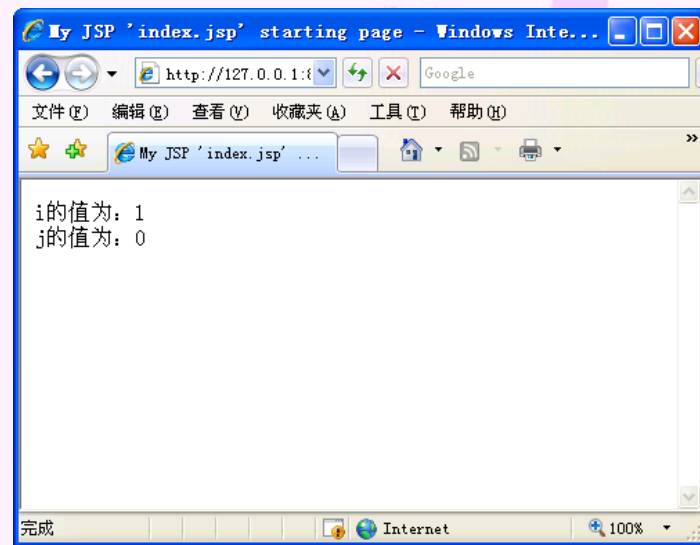 My JSP 'index.jsp' starting page - Windows Inte...
http://127.0.0.1:8
Google
文件(F) 编辑(E) 查看(V) 收藏夹(A) 工具(T) 帮助(H)
My JSP 'index.jsp' ...
»
i的值为：1
j的值为：0
完成
Internet
100%